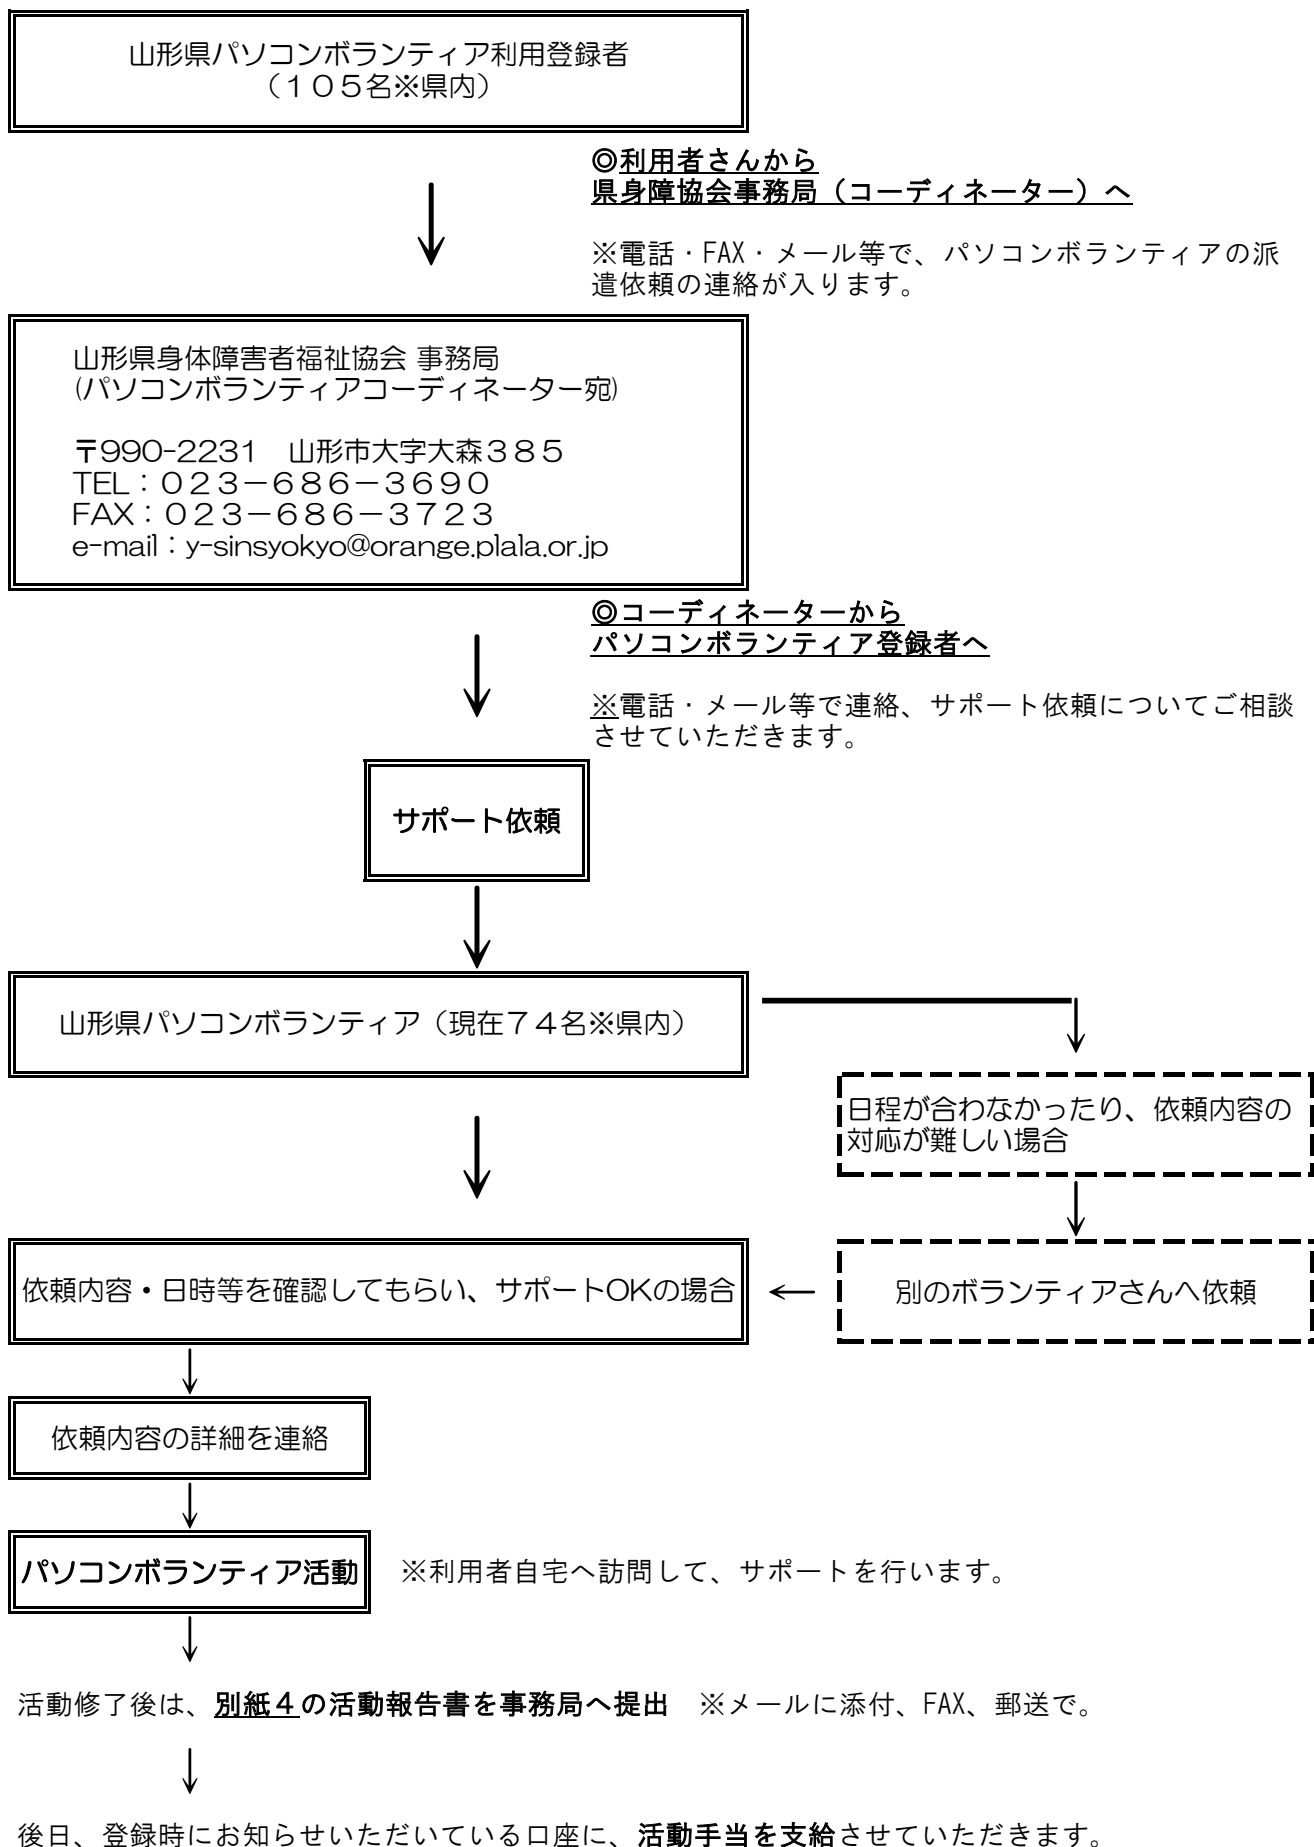 山形県パソコンボランティア利用登録者
（１０５名※県内）
◎利用者さんから
県身障協会事務局（コーディネーター）へ
※電話・FAX・メール等で、パソコンボランティアの派
遣依頼の連絡が入ります。
山形県身体障害者福祉協会 事務局
(パソコンボランティアコーディネーター宛)
〒990-2231　山形市大字大森３８５
TEL：０２３－６８６－３６９０
FAX：０２３－６８６－３７２３
e-mail：y-sinsyokyo@orange.plala.or.jp
◎コーディネーターから
パソコンボランティア登録者へ
※電話・メール等で連絡、サポート依頼についてご相談
させていただきます。
サポート依頼
山形県パソコンボランティア（現在７４名※県内）
日程が合わなかったり、依頼内容の
対応が難しい場合
依頼内容・日時等を確認してもらい、サポートOKの場合
別のボランティアさんへ依頼
依頼内容の詳細を連絡
パソコンボランティア活動　※利用者自宅へ訪問して、サポートを行います。
活動修了後は、別紙４の活動報告書を事務局へ提出　※メールに添付、FAX、郵送で。
後日、登録時にお知らせいただいている口座に、活動手当を支給させていただきます。